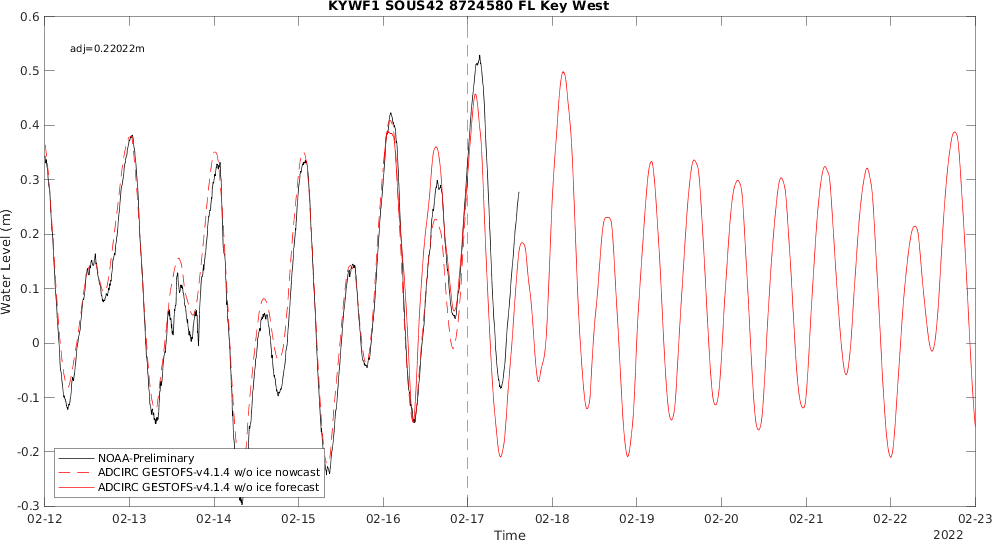 KYWF1 SOUS42 8724580 FL Key West
adj=0.22022m
0.6
0.5
0.4
0.3
0.2
0.1
0
-0.1
-0.2
-0.3
Water Level (m)
NOAA-Preliminary
ADCIRC GESTOFS-v4.1.4 w/o ice nowcast
ADCIRC GESTOFS-v4.1.4 w/o ice forecast
02-12 02-13 02-14 02-15 02-16 02-17 02-18 02-19 02-20 02-21 02-22 02-23
Time
2022